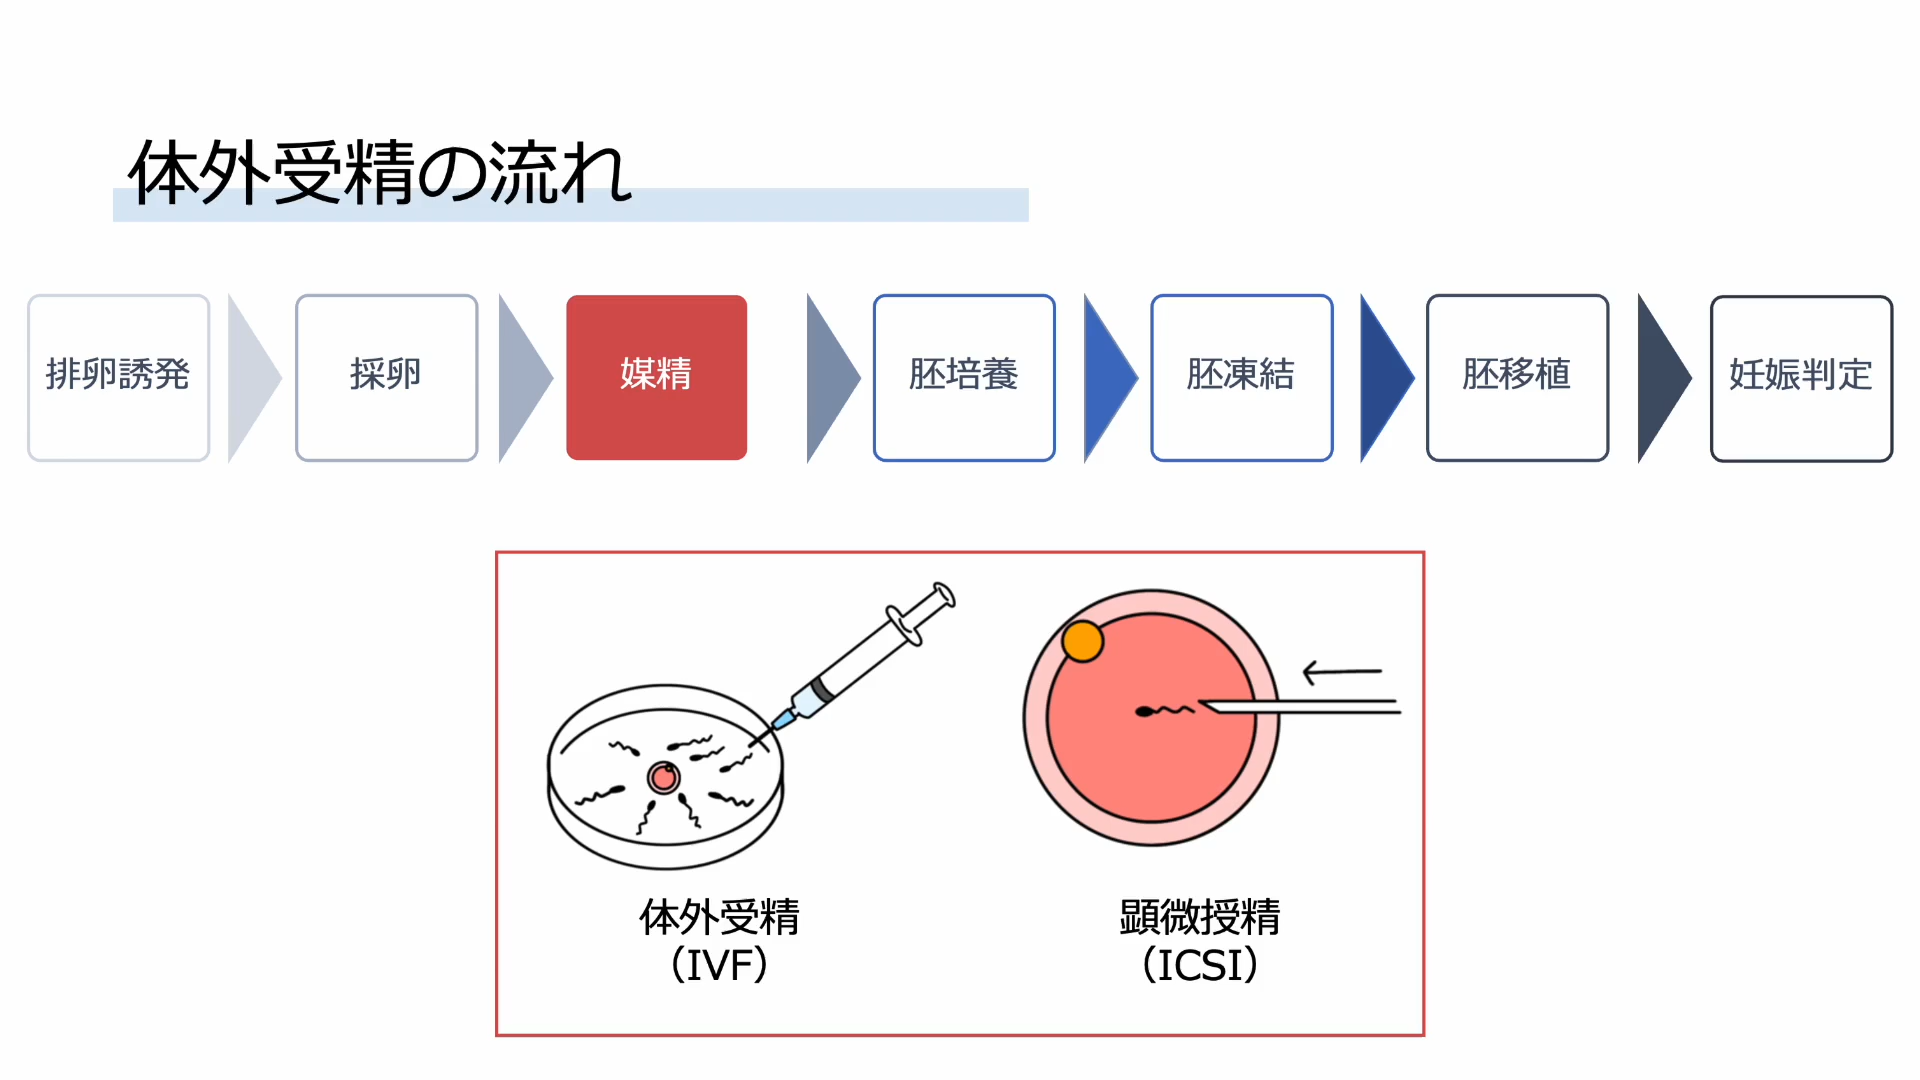 体外受精の流れ
排卵誘発
採卵
媒精
胚培養
胚凍結
胚移植
妊娠判定
体外受精
（IVF）
顕微授精
（ICSI）